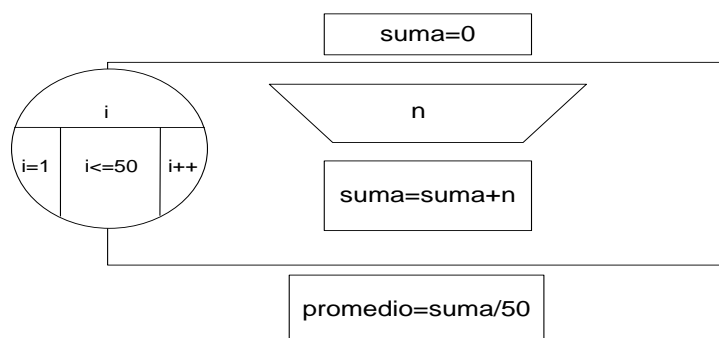 suma=0
i
i=1
i<=50
i++
n
suma=suma+n
promedio=suma/50